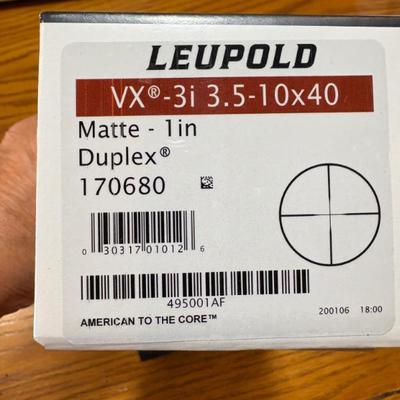 LEUPOLD
VX®-3i 3.5-10x40
Matte - 1in
Duplex®
170680
0 30317 01012 6
495001AF
AMERICAN TO THE CORE™ 200106 18:00